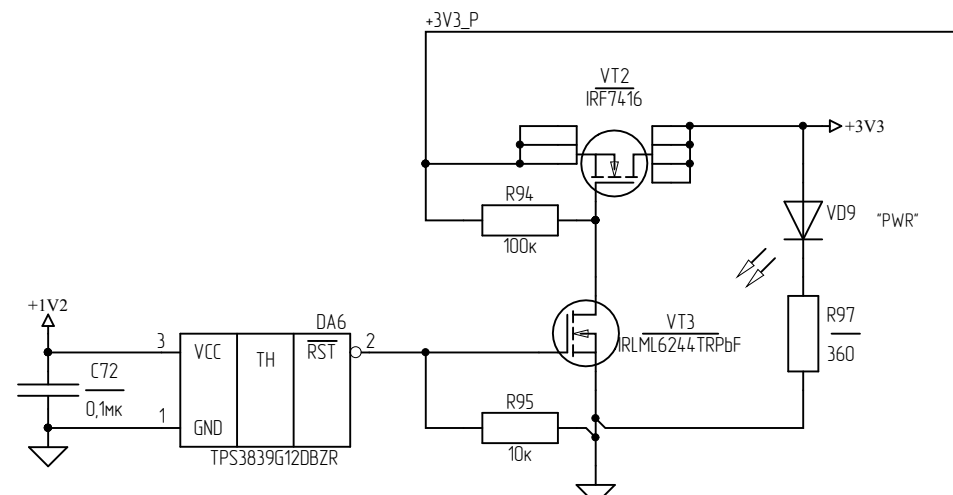 +3V3_P
VT2
IRF7416
+3V3
R94
100к
VD9
"PWR"
+1V2
DA6
VT3
IRLML6244TRPbF
R97
360
3
VCC
TH
RST
2
C72
0,1мк
R95
10к
1
GND
TPS3839G12DBZR